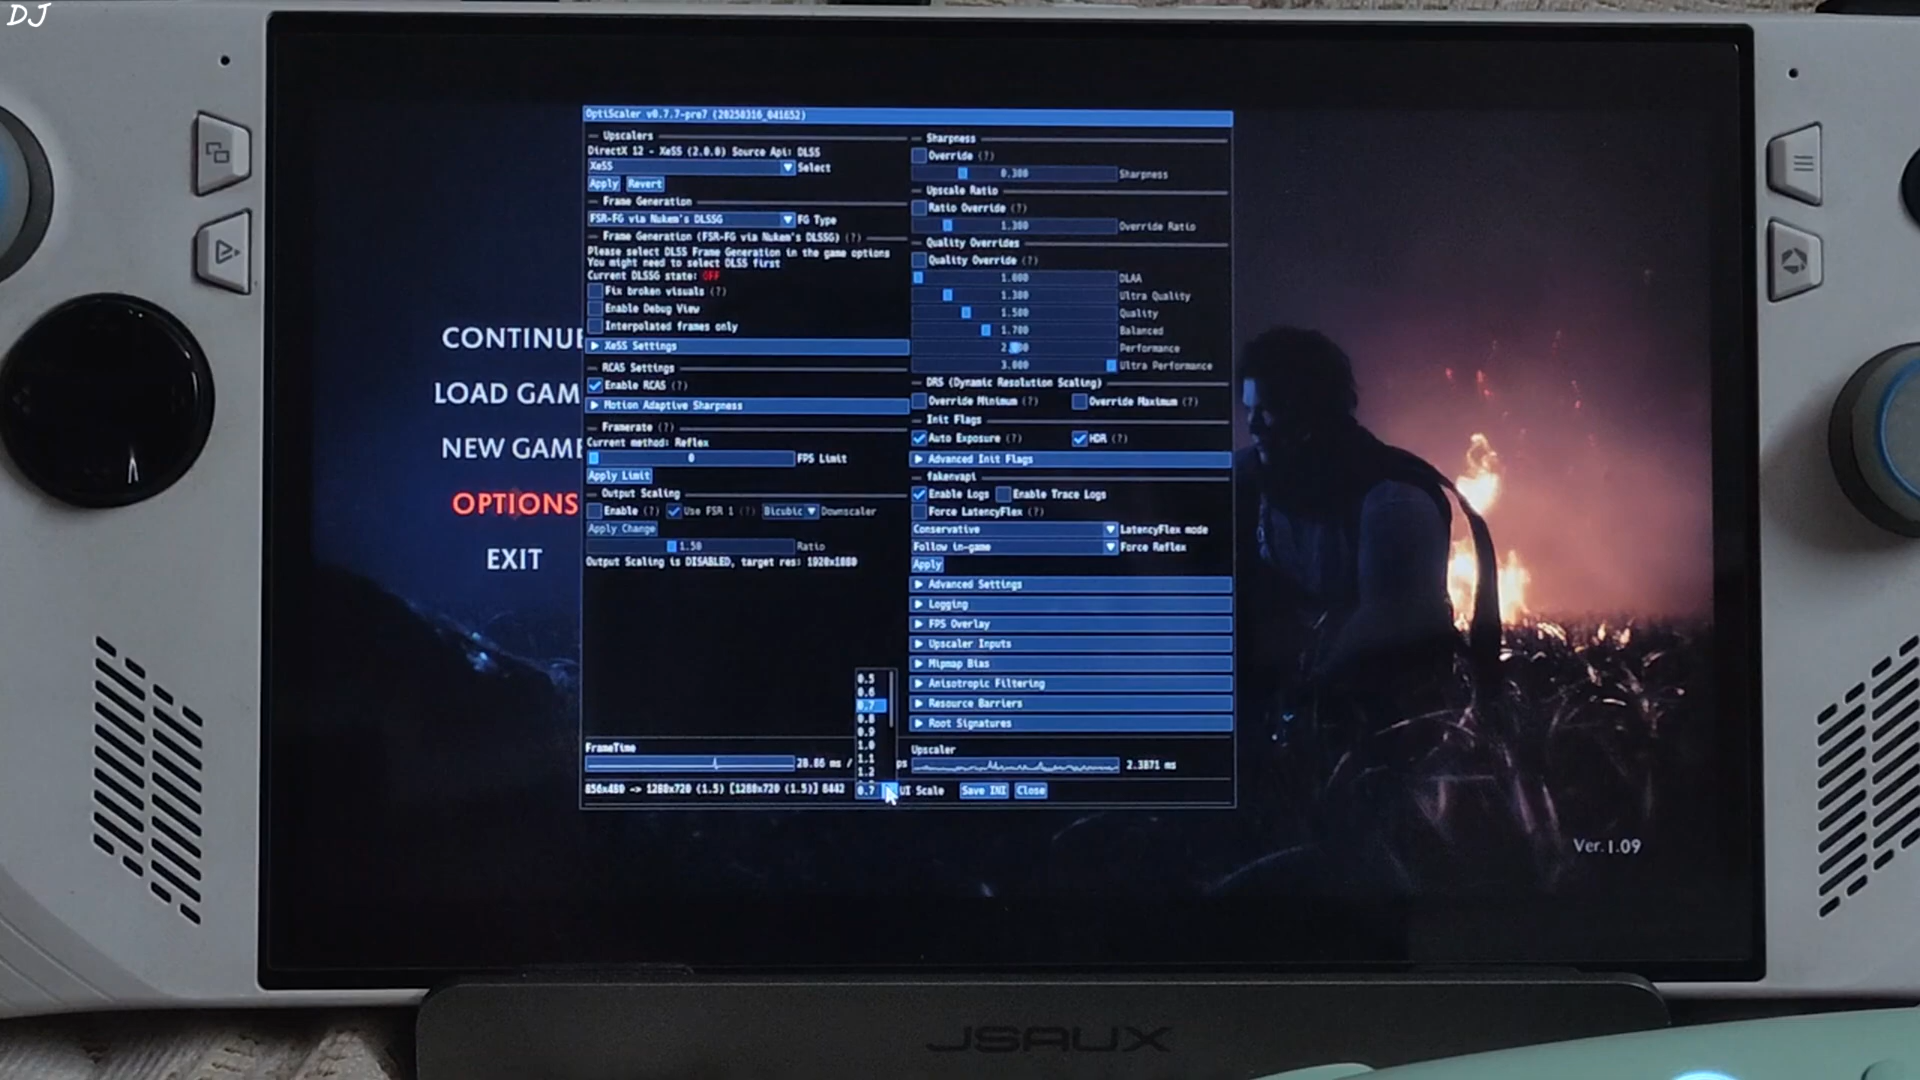 DJ
OptiScaler v0.7.7-pre7 (20250316_041652)
Upscalers
DirectX 12 - XeSS (2.0.0) Source Api: DLSS
XeSS Select
Apply Revert
Frame Generation
FSR-FG via Nukem's DLSSG FG Type
Frame Generation (FSR-FG via Nukem's DLSSG) (?)
Please select DLSS Frame Generation in the game options
You might need to select DLSS first
Current DLSSG state: OFF
Fix broken visuals (?)
Enable Debug View
Interpolated frames only
XeSS Settings
RCAS Settings
Enable RCAS (?)
Motion Adaptive Sharpness
Framerate (?)
Current method: Reflex
0 FPS Limit
Apply Limit
Output Scaling
Enable (?) Use FSR 1 (?) Bicubic Downscaler
Apply Change
1.50 Ratio
Output Scaling is DISABLED, target res: 1920x1080
Sharpness
Override (?)
0.300 Sharpness
Upscale Ratio
Ratio Override (?)
1.300 Override Ratio
Quality Overrides
Quality Override (?)
1.000 DLAA
1.300 Ultra Quality
1.500 Quality
1.700 Balanced
Performance
3.000 Ultra Performance
DRS (Dynamic Resolution Scaling)
Override Minimum (?) Override Maximum (?)
Init Flags
Auto Exposure (?) HDR (?)
Advanced Init Flags
fakenvapi
Enable Logs Enable Trace Logs
Force LatencyFlex (?)
Conservative LatencyFlex mode
Follow in-game Force Reflex
Apply
Advanced Settings
Logging
FPS Overlay
Upscaler Inputs
Mipmap Bias
Anisotropic Filtering
Resource Barriers
Root Signatures
0.5
0.6
0.7
0.8
0.9
1.0
1.1
1.2
FrameTime
20.86 ms / ps
Upscaler
2.3871 ms
856x480 -> 1280x720 (1.5) [1280x720 (1.5)] 8442 0.7 UI Scale Save INI Close
CONTINUE
LOAD GAM
NEW GAME
OPTIONS
EXIT
Ver.1.09
JSAUX